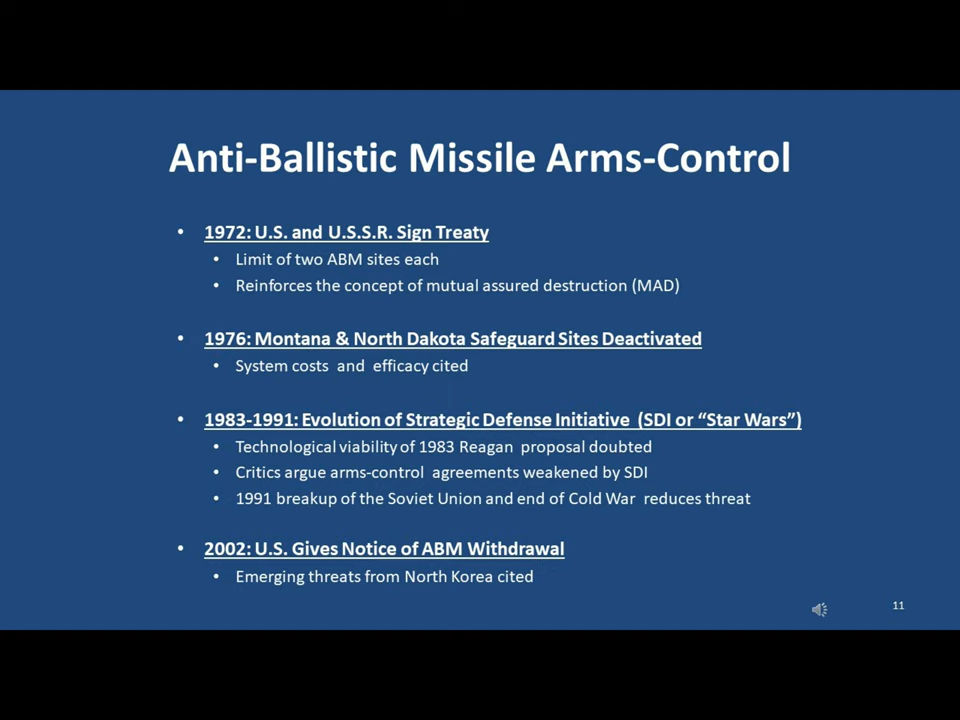 Anti-Ballistic Missile Arms-Control
• 1972: U.S. and U.S.S.R. Sign Treaty
• Limit of two ABM sites each
• Reinforces the concept of mutual assured destruction (MAD)
• 1976: Montana & North Dakota Safeguard Sites Deactivated
• System costs and efficacy cited
• 1983-1991: Evolution of Strategic Defense Initiative (SDI or “Star Wars”)
• Technological viability of 1983 Reagan proposal doubted
• Critics argue arms-control agreements weakened by SDI
• 1991 breakup of the Soviet Union and end of Cold War reduces threat
• 2002: U.S. Gives Notice of ABM Withdrawal
• Emerging threats from North Korea cited
11